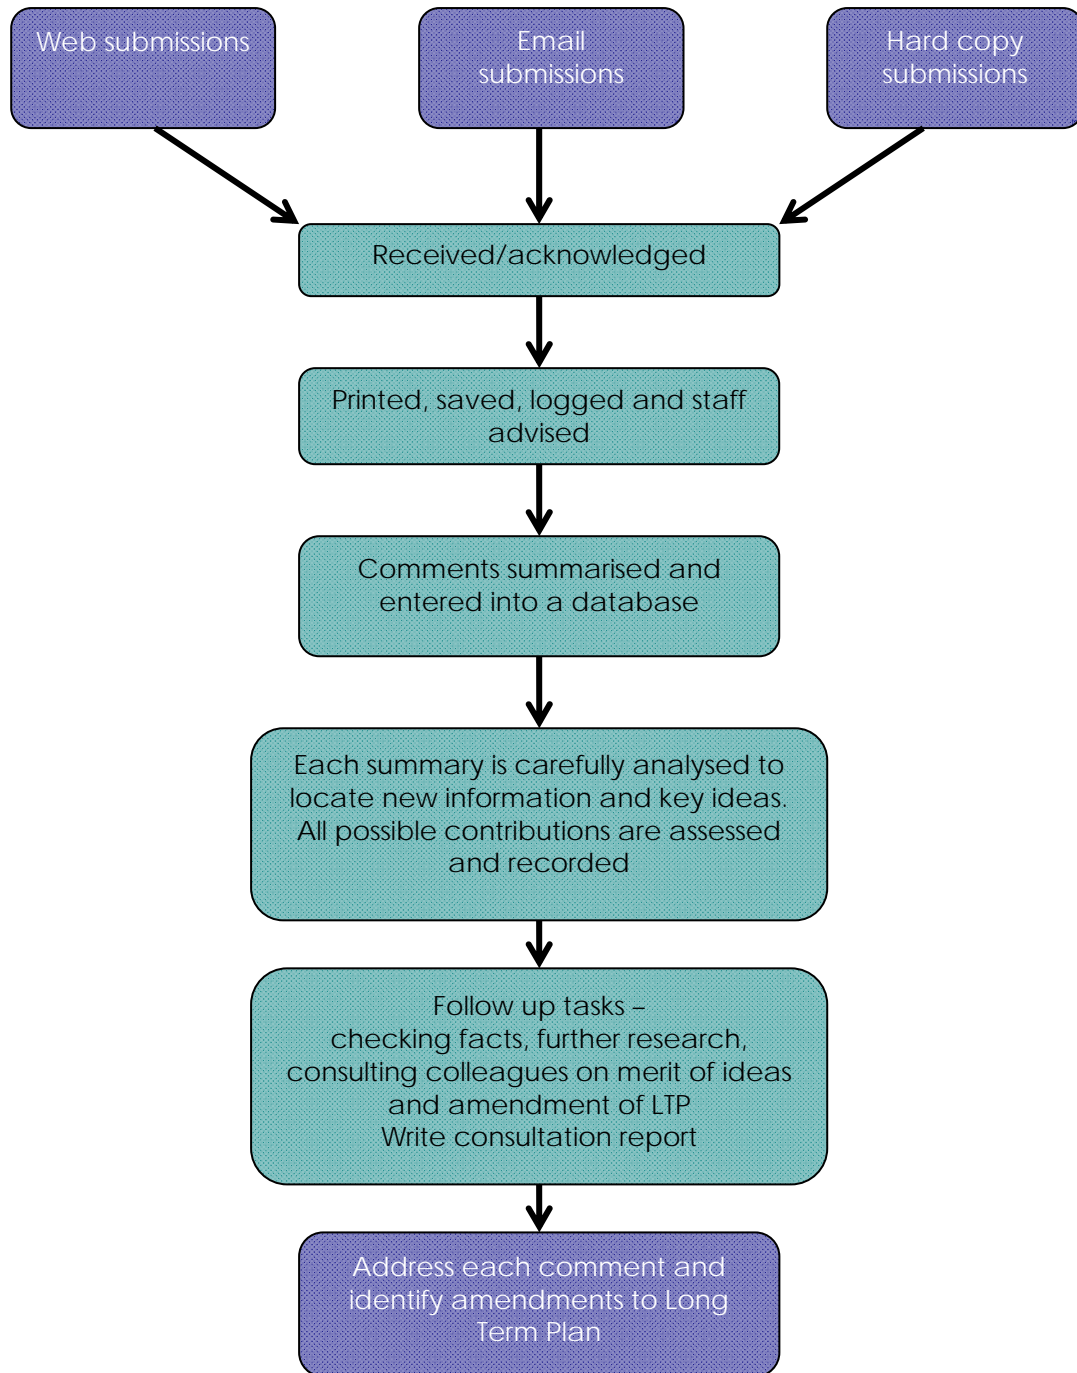 Web submissions
Email
submissions
Hard copy
submissions
Received/acknowledged
Printed, saved, logged and staff
advised
Comments summarised and
entered into a database
Each summary is carefully analysed to
locate new information and key ideas.
All possible contributions are assessed
and recorded
Follow up tasks –
checking facts, further research,
consulting colleagues on merit of ideas
and amendment of LTP
Write consultation report
Address each comment and
identify amendments to Long
Term Plan